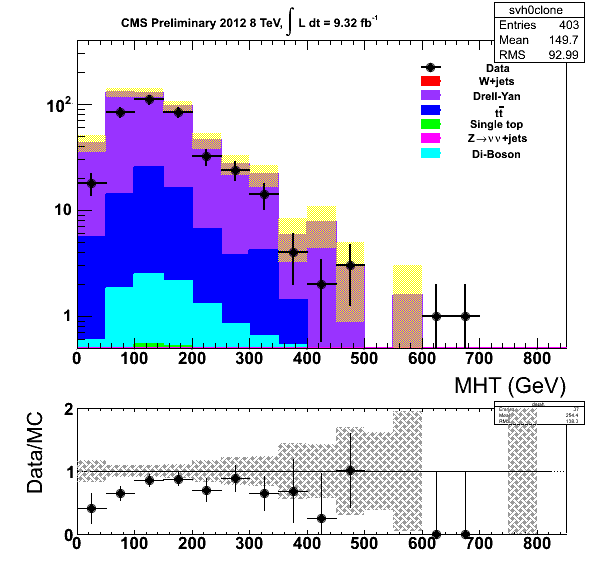 CMS Preliminary 2012 8 TeV, ∫ L dt = 9.32 fb⁻¹
svh0clone
Entries 403
Mean 149.7
RMS 92.99
Data
W+jets
Drell-Yan
tt̅
Single top
Z→νν+jets
Di-Boson
10²
10
1
0 100 200 300 400 500 600 700 800
MHT (GeV)
Data/MC
2
1
0
Entries 37
RMS
0 100 200 300 400 500 600 700 800